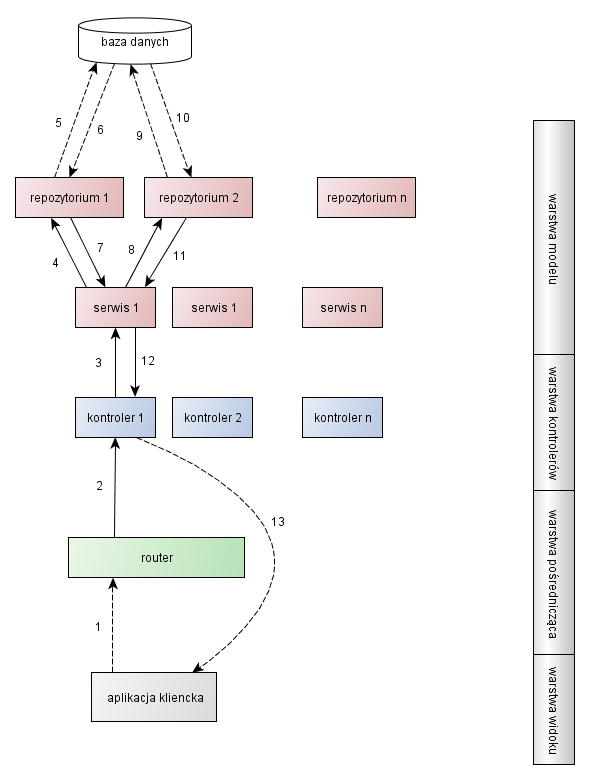 baza danych
5
6
9
10
repozytorium 1
repozytorium 2
repozytorium n
4
7
8
11
serwis 1
serwis 1
serwis n
3
12
kontroler 1
kontroler 2
kontroler n
2
13
router
1
aplikacja kliencka
warstwa modelu
warstwa kontrolerów
warstwa pośrednicząca
warstwa widoku